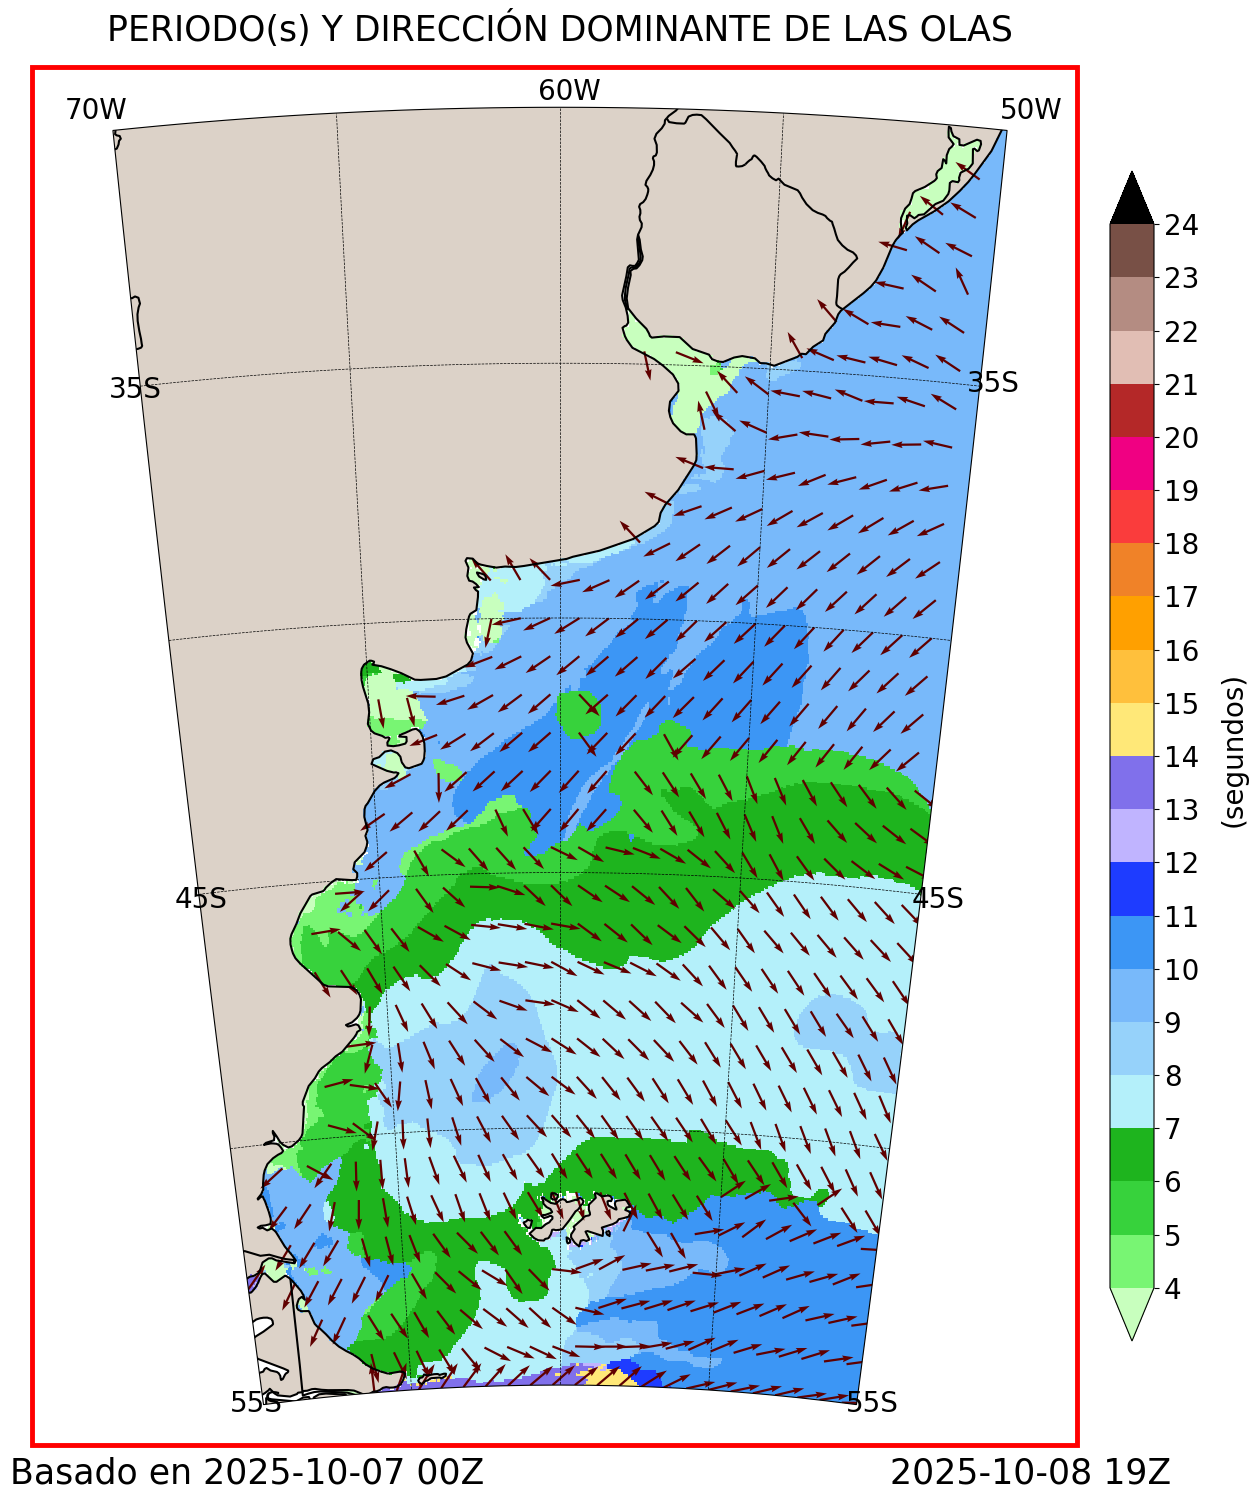 PERIODO(s) Y DIRECCIÓN DOMINANTE DE LAS OLAS
70W
60W
50W
35S
35S
45S
45S
55S
55S
24
23
22
21
20
19
18
17
16
15
14
13
12
11
10
9
8
7
6
5
4
(segundos)
Basado en 2025-10-07 00Z
2025-10-08 19Z